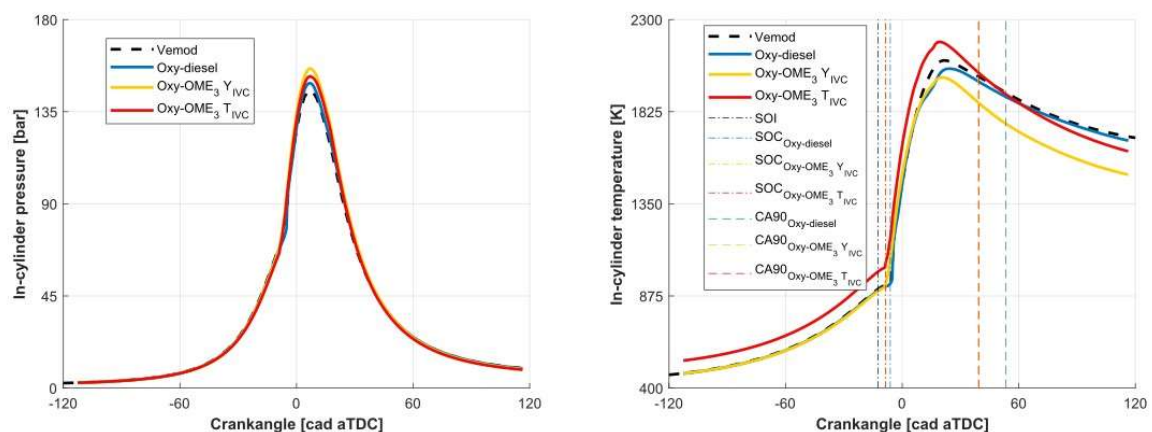 180
135
90
45
0
-120
-60
0
60
120
In-cylinder pressure [bar]
Crankangle [cad aTDC]
Vemod
Oxy-diesel
Oxy-OME3 YIVC
Oxy-OME3 TIVC
2300
1825
1350
875
400
-120
-60
0
60
120
In-cylinder temperature [K]
Crankangle [cad aTDC]
Vemod
Oxy-diesel
Oxy-OME3 YIVC
Oxy-OME3 TIVC
SOI
SOCOxy-diesel
SOCOxy-OME3 YIVC
SOCOxy-OME3 TIVC
CA90Oxy-diesel
CA90Oxy-OME3 YIVC
CA90Oxy-OME3 TIVC